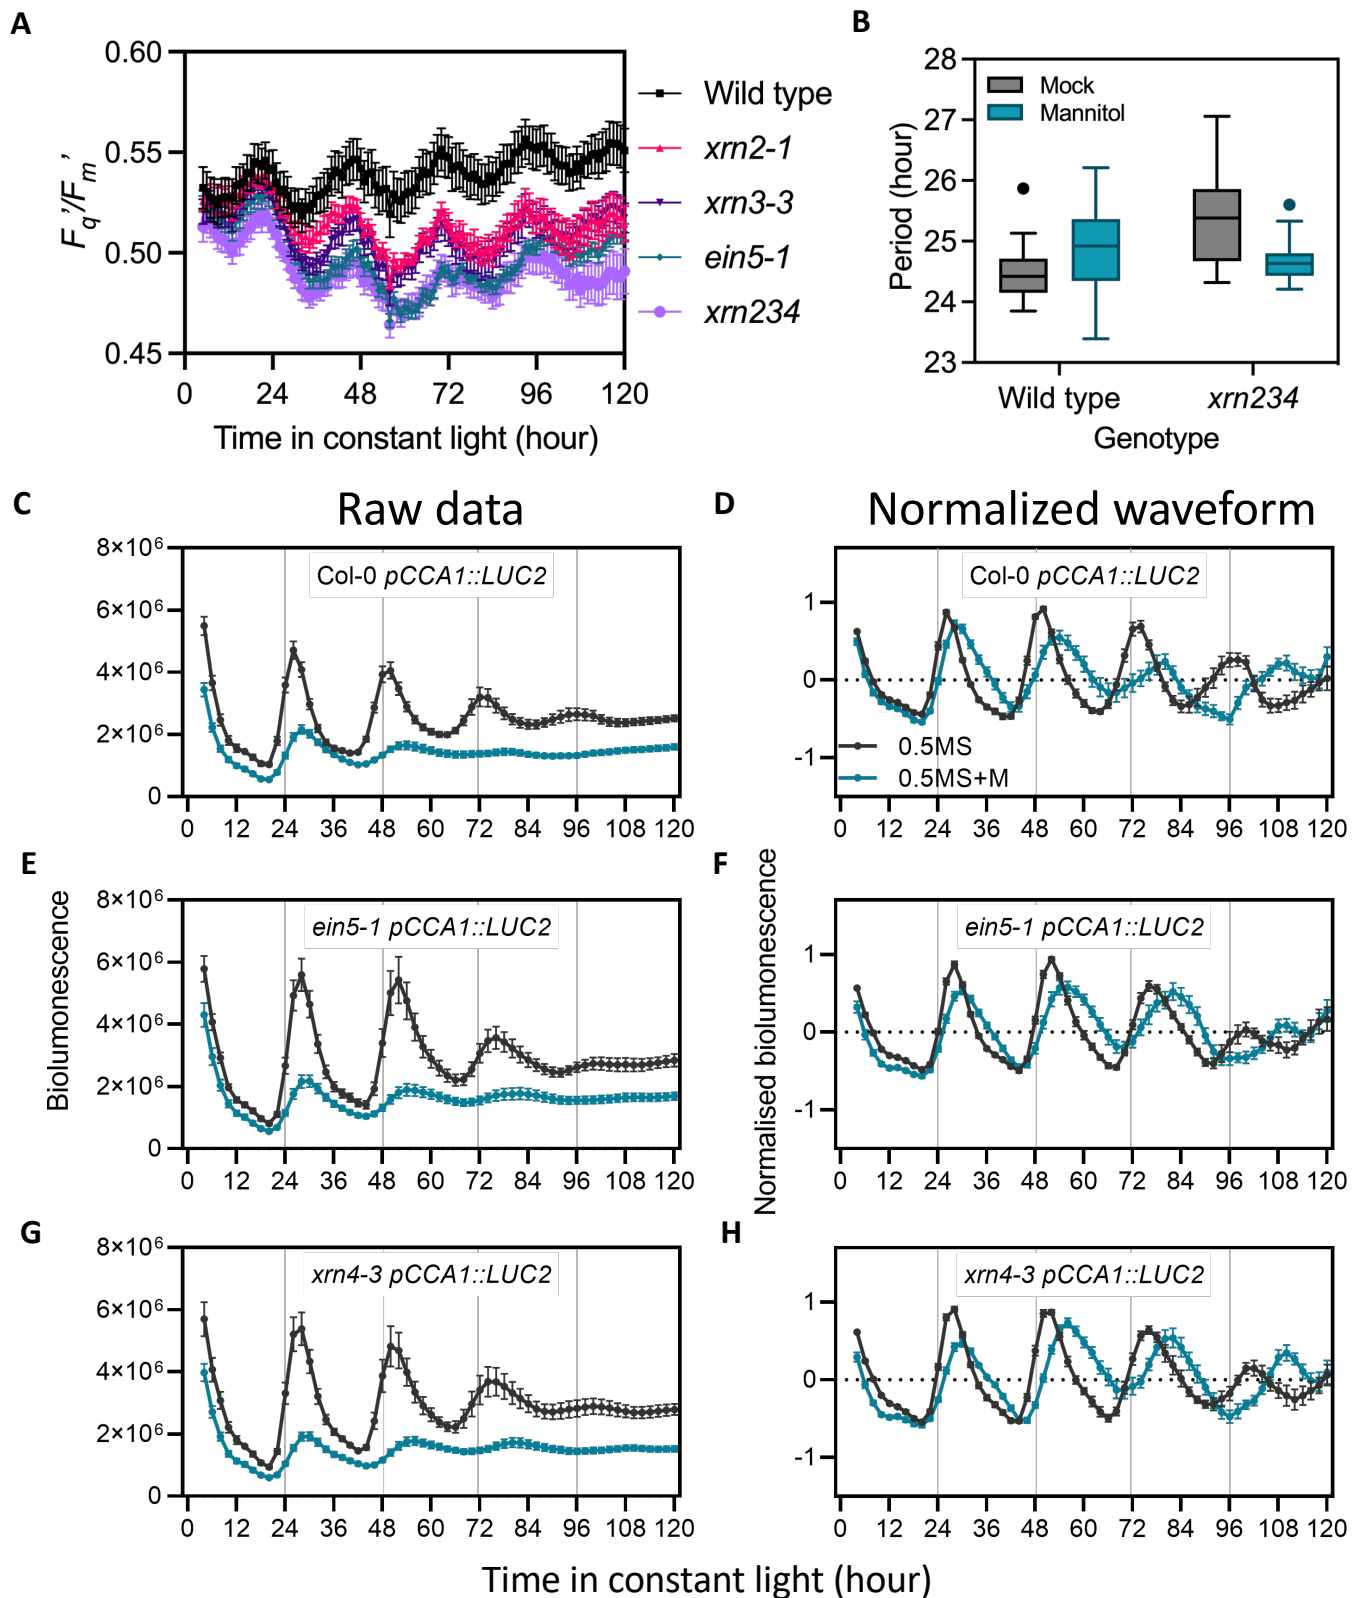 A
0.60
0.55
0.50
0.45
Fq'/Fm'
0 24 48 72 96 120
Time in constant light (hour)
Wild type
xrn2-1
xrn3-3
ein5-1
xrn234
B
28
27
26
25
24
23
Period (hour)
Mock
Mannitol
Wild type xrn234
Genotype
C
Raw data
8×10⁶
6×10⁶
4×10⁶
2×10⁶
0
Col-0 pCCA1::LUC2
0 12 24 36 48 60 72 84 96 108 120
D
Normalized waveform
1
0
-1
Col-0 pCCA1::LUC2
0.5MS
0.5MS+M
0 12 24 36 48 60 72 84 96 108 120
E
Biolumonescence
8×10⁶
6×10⁶
4×10⁶
2×10⁶
0
ein5-1 pCCA1::LUC2
0 12 24 36 48 60 72 84 96 108 120
F
Normalised biolumonescence
1
0
-1
ein5-1 pCCA1::LUC2
0 12 24 36 48 60 72 84 96 108 120
G
8×10⁶
6×10⁶
4×10⁶
2×10⁶
0
xrn4-3 pCCA1::LUC2
0 12 24 36 48 60 72 84 96 108 120
H
1
0
-1
xrn4-3 pCCA1::LUC2
0 12 24 36 48 60 72 84 96 108 120
Time in constant light (hour)